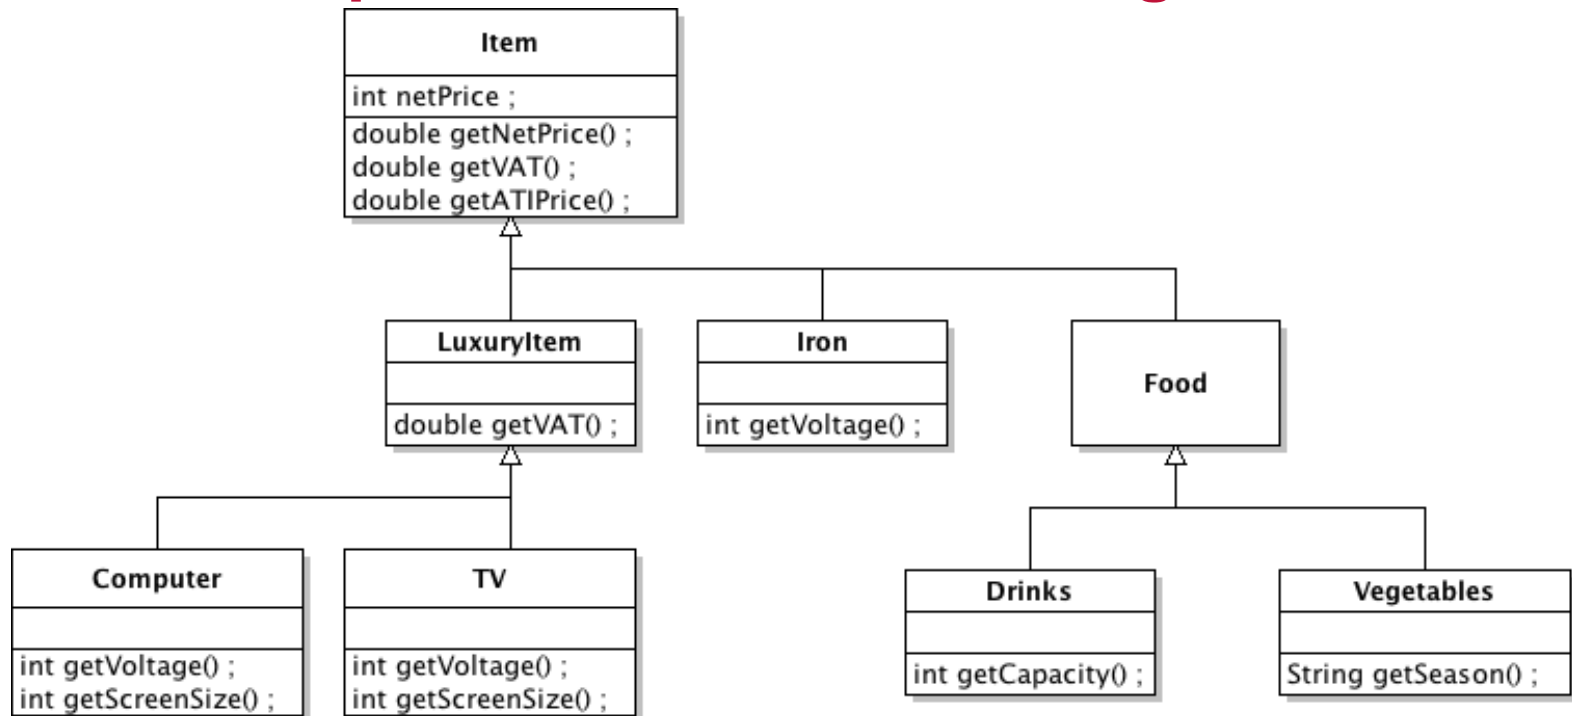 Item
int netPrice ;
double getNetPrice() ;
double getVAT() ;
double getATIPrice() ;
LuxuryItem
double getVAT() ;
Iron
int getVoltage() ;
Food
Computer
int getVoltage() ;
int getScreenSize() ;
TV
int getVoltage() ;
int getScreenSize() ;
Drinks
int getCapacity() ;
Vegetables
String getSeason() ;